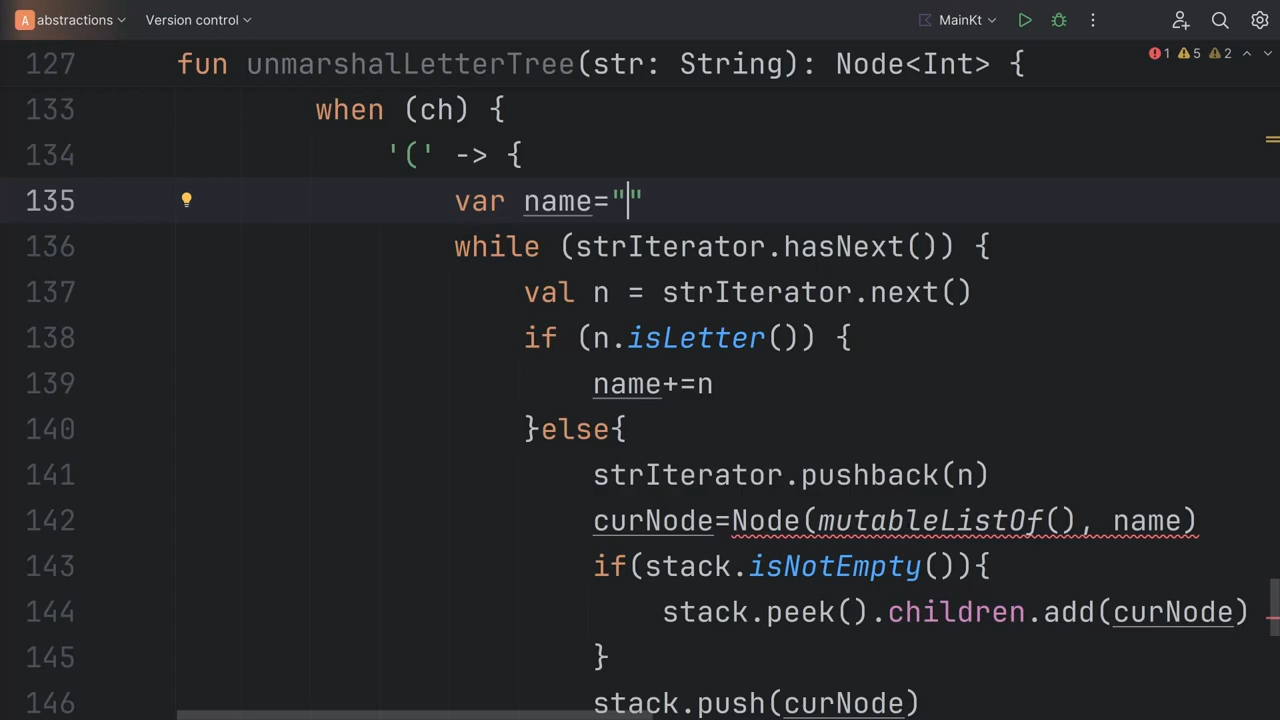 A abstractions Version control MainKt
127 fun unmarshalLetterTree(str: String): Node<Int> { 1 5 2
133 when (ch) {
134 '(' -> {
135 var name=""
136 while (strIterator.hasNext()) {
137 val n = strIterator.next()
138 if (n.isLetter()) {
139 name+=n
140 }else{
141 strIterator.pushback(n)
142 curNode=Node(mutableListOf(), name)
143 if(stack.isNotEmpty()){
144 stack.peek().children.add(curNode)
145 }
146 stack.push(curNode)